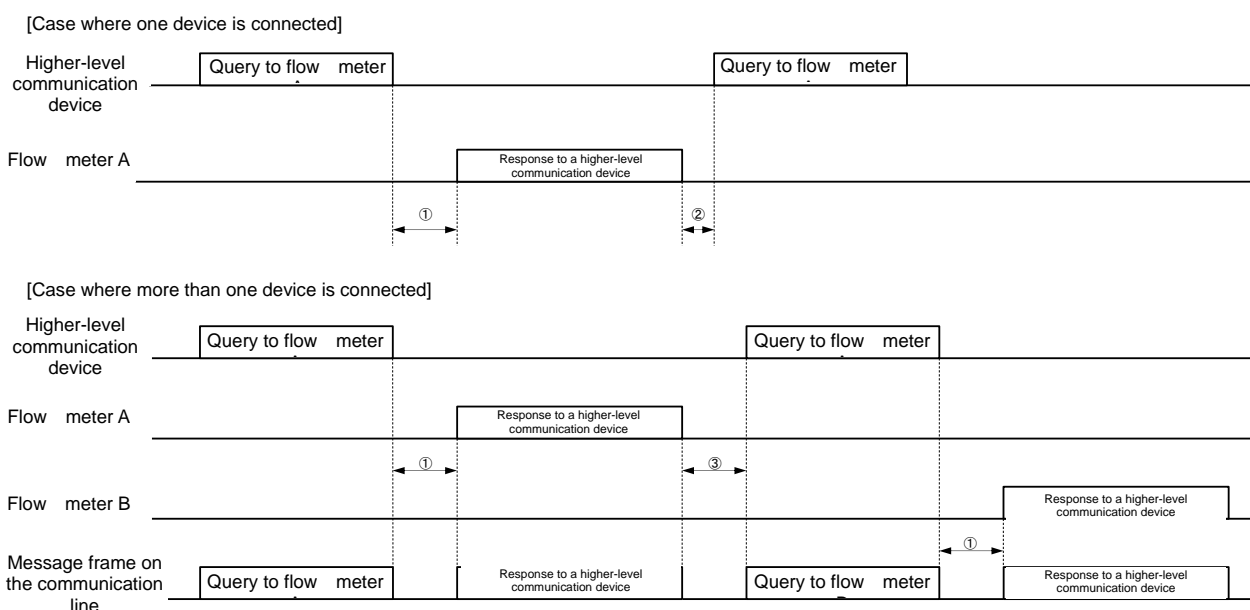 [Case where one device is connected]
Higher-level
communication
device
Query to flow meter
Query to flow meter
Flow meter A
Response to a higher-level
communication device
①
②
[Case where more than one device is connected]
Higher-level
communication
device
Query to flow meter
Query to flow meter
Flow meter A
Response to a higher-level
communication device
①
③
Flow meter B
Response to a higher-level
communication device
①
Message frame on
the communication
line
Query to flow meter
Response to a higher-level
communication device
Query to flow meter
Response to a higher-level
communication device